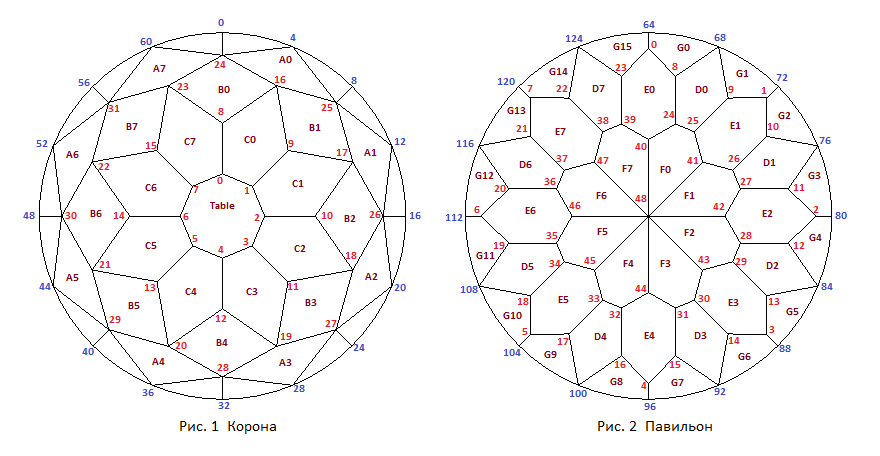 0
60 4
A7 24 A0
56 23 B0 16 8
31 25
B7 8 B1
52 15 C7 C0 9 12
A6 22 17 A1
0
C6 7 Table 1 C1
48 30 B6 14 6 2 10 B2 26 16
5 3
C5 4 C2
21 18
A5 13 C4 C3 11 A2
44 20
B5 12 B3
29 27
40 20 B4 19 24
A4 28 A3
36 28
32
Рис. 1 Корона
64
124 68
G15 0 G0
G14 23 8 G1
120 7 22 D7 E0 D0 9 1 72
G13
21 38 39 24 25 10 G2
E7 E1
116 40 76
D6 37 47 F7 F0 41 26 D1
G12 36 27 G3
20 F6 48 F1 11
112 6 E6 46 42 E2 2 80
35 F5 F2 28
19 12 G4
G11 D5 34 45 F4 F3 43 29 D2
108 44 84
18 E5 33 30 E3 13
G10 32 31 G5
5 17 D4 E4 D3 14 3
104 G9 16 15 G6 88
G8 4 G7
100 92
96
Рис. 2 Павильон